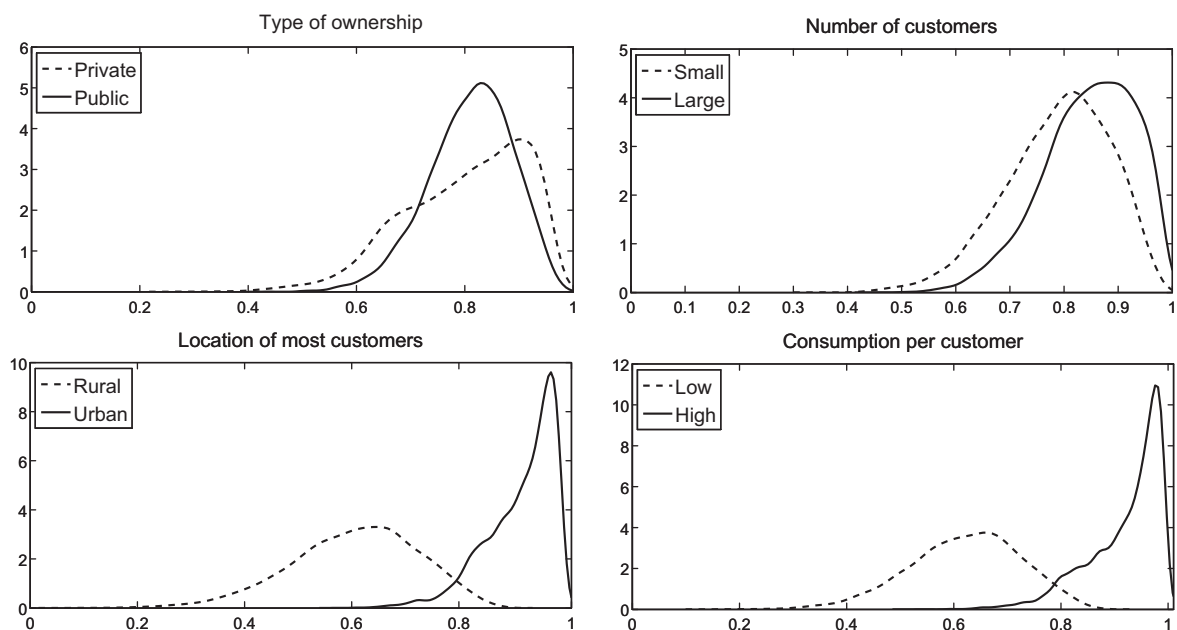 Type of ownership
6
5
4
3
2
1
0
Private
Public
0 0.2 0.4 0.6 0.8 1
Number of customers
5
4
3
2
1
0
Small
Large
0 0.1 0.2 0.3 0.4 0.5 0.6 0.7 0.8 0.9 1
Location of most customers
10
8
6
4
2
0
Rural
Urban
0 0.2 0.4 0.6 0.8 1
Consumption per customer
12
10
8
6
4
2
0
Low
High
0 0.2 0.4 0.6 0.8 1